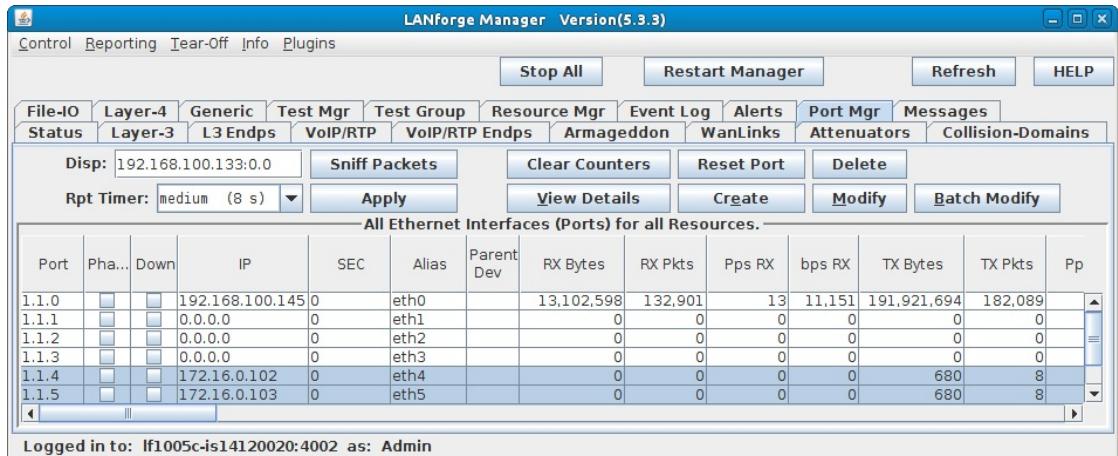 LANforge Manager Version(5.3.3)
Control Reporting Tear-Off Info Plugins
Stop All Restart Manager Refresh HELP
File-IO Layer-4 Generic Test Mgr Test Group Resource Mgr Event Log Alerts Port Mgr Messages
Status Layer-3 L3 Endps VoIP/RTP VoIP/RTP Endps Armageddon WanLinks Attenuators Collision-Domains
Disp: 192.168.100.133:0.0 Sniff Packets Clear Counters Reset Port Delete
Rpt Timer: medium (8 s) Apply View Details Create Modify Batch Modify
All Ethernet Interfaces (Ports) for all Resources.
Port Pha... Down IP SEC Alias Parent Dev RX Bytes RX Pkts Pps RX bps RX TX Bytes TX Pkts Pp
1.1.0 192.168.100.145 0 eth0 13,102,598 132,901 13 11,151 191,921,694 182,089
1.1.1 0.0.0.0 0 eth1 0 0 0 0 0 0
1.1.2 0.0.0.0 0 eth2 0 0 0 0 0 0
1.1.3 0.0.0.0 0 eth3 0 0 0 0 0 0
1.1.4 172.16.0.102 0 eth4 0 0 0 0 680 8
1.1.5 172.16.0.103 0 eth5 0 0 0 0 680 8
Logged in to: lf1005c-is14120020:4002 as: Admin